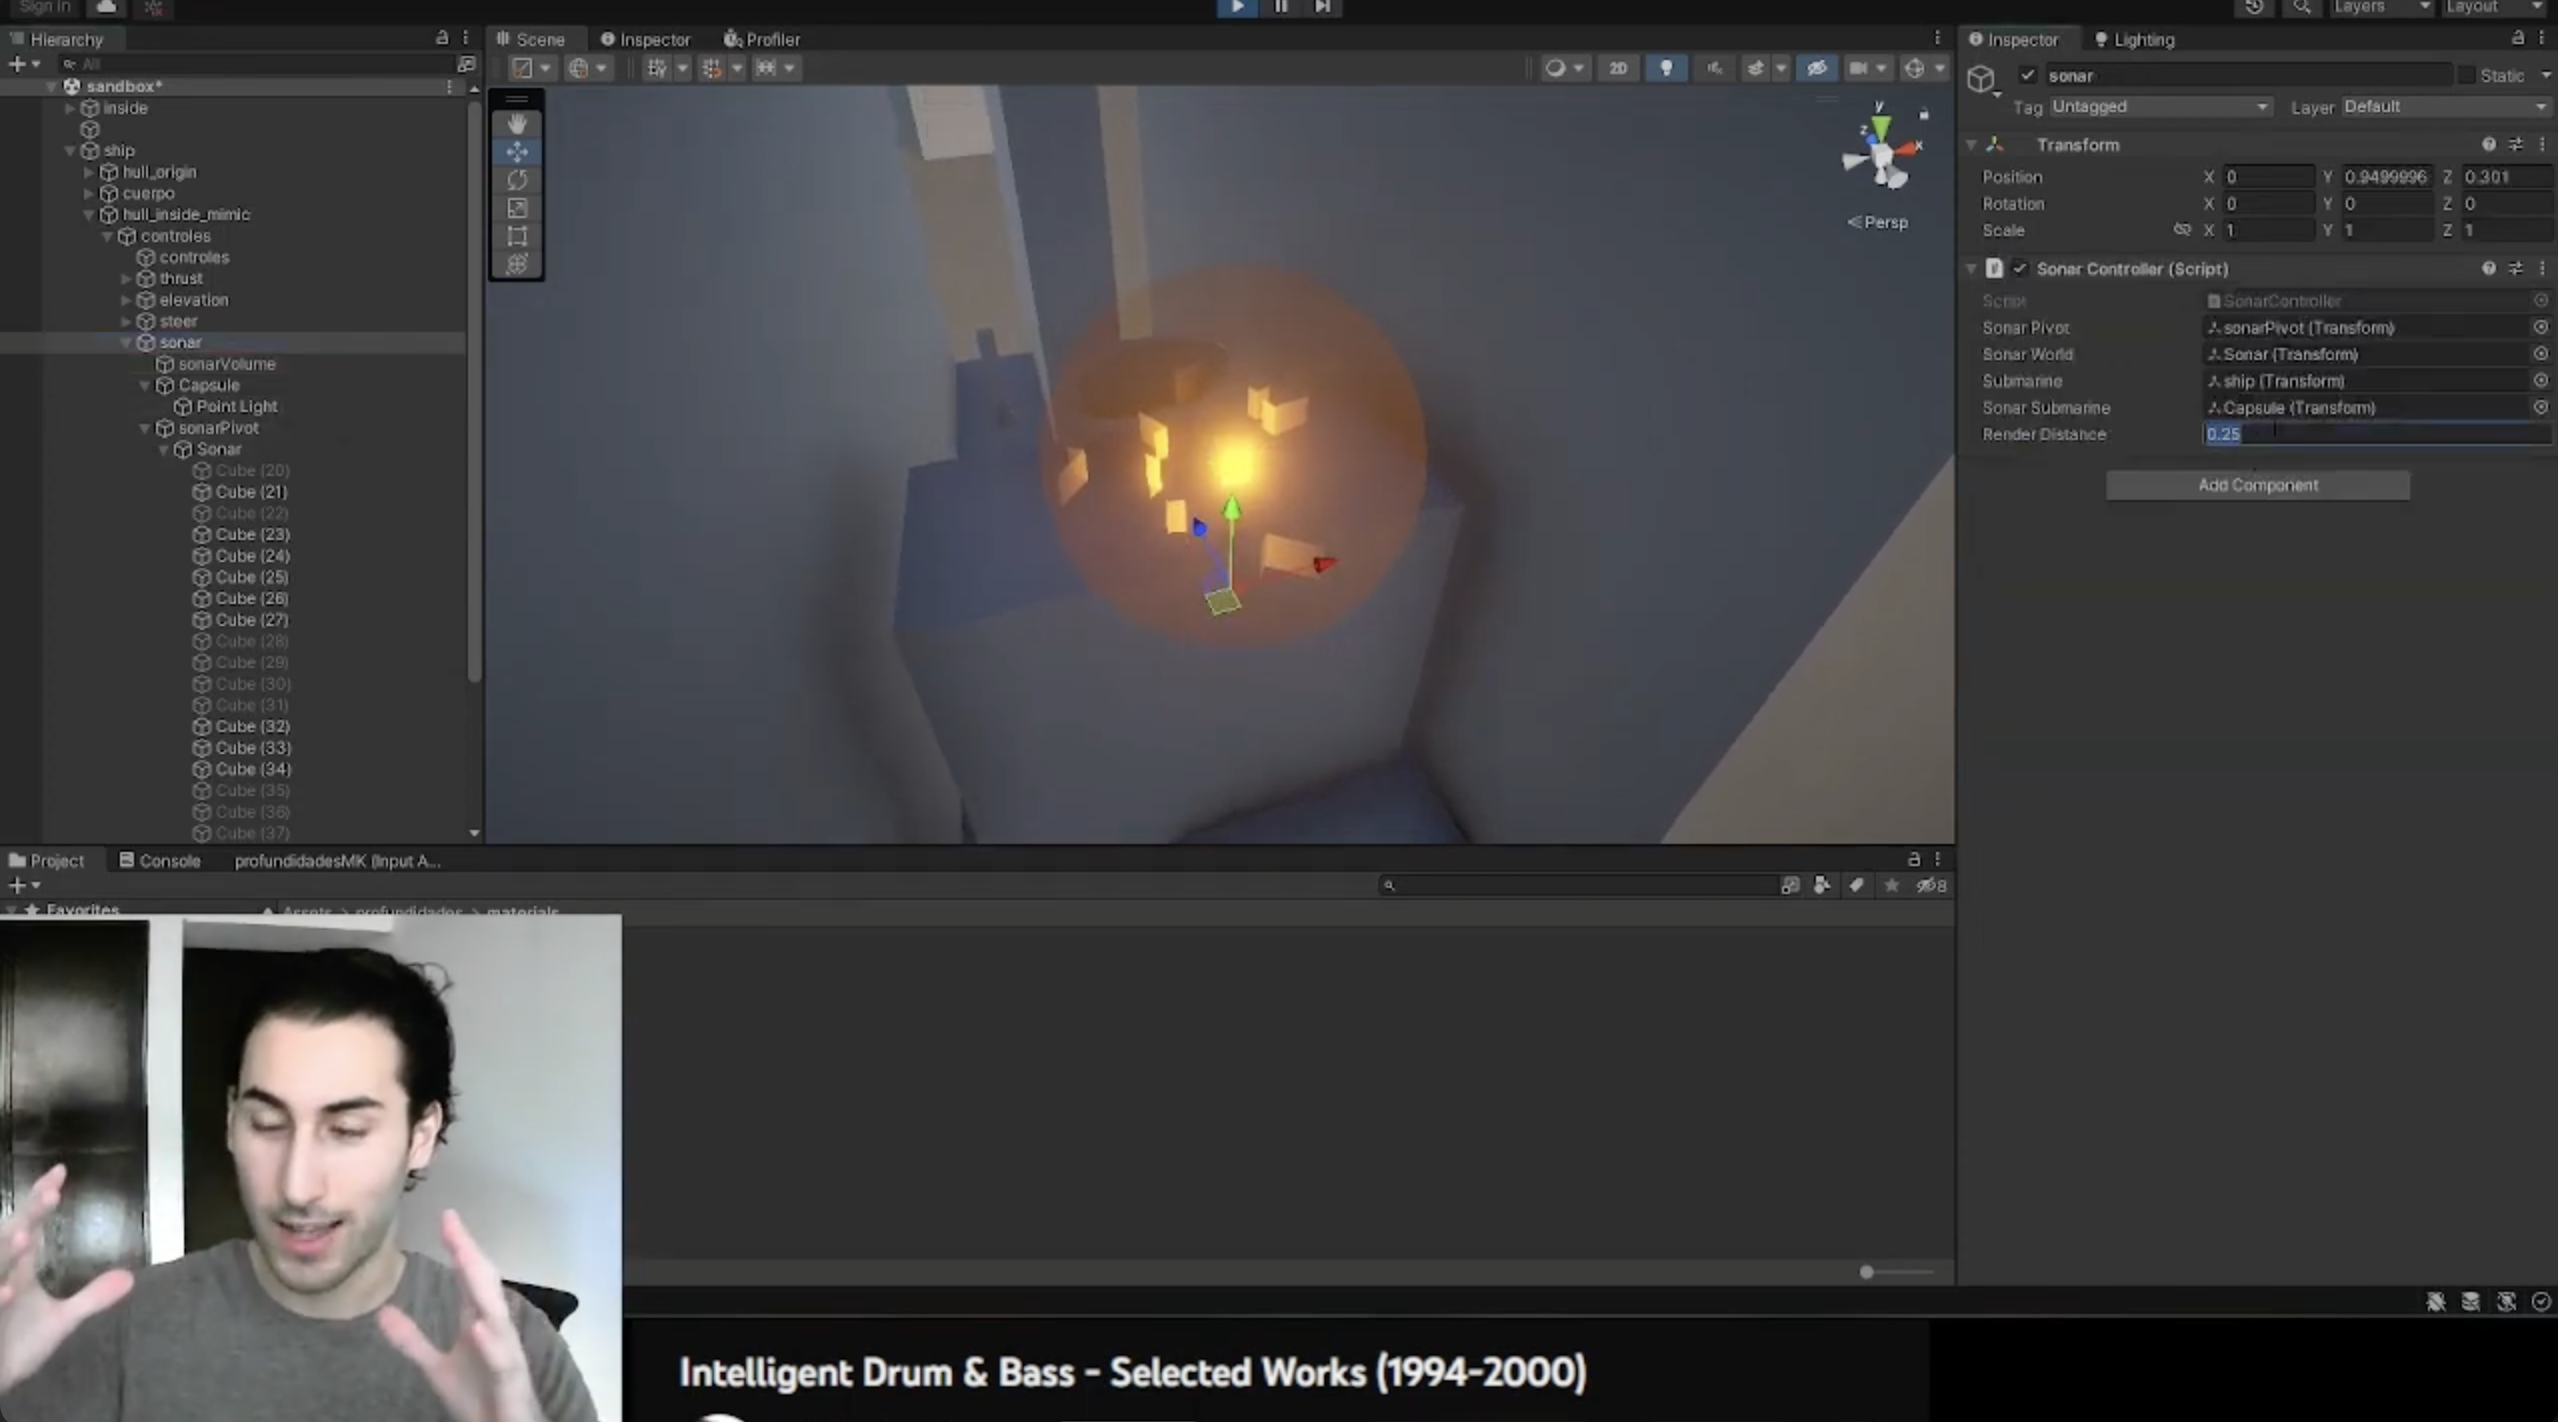 Sign in
Layers
Layout
Hierarchy
All
sandbox*
inside
ship
hull_origin
cuerpo
hull_inside_mimic
controles
controles
thrust
elevation
steer
sonar
sonarVolume
Capsule
Point Light
sonarPivot
Sonar
Cube (20)
Cube (21)
Cube (22)
Cube (23)
Cube (24)
Cube (25)
Cube (26)
Cube (27)
Cube (28)
Cube (29)
Cube (30)
Cube (31)
Cube (32)
Cube (33)
Cube (34)
Cube (35)
Cube (36)
Cube (37)
Scene Inspector Profiler
2D
y
z
x
Persp
Inspector Lighting
sonar Static
Tag Untagged Layer Default
Transform
Position X 0 Y 0.9499996 Z 0.301
Rotation X 0 Y 0 Z 0
Scale X 1 Y 1 Z 1
Sonar Controller (Script)
Script SonarController
Sonar Pivot sonarPivot (Transform)
Sonar World Sonar (Transform)
Submarine ship (Transform)
Sonar Submarine Capsule (Transform)
Render Distance 0.25
Add Component
Project Console profundidadesMK (Input A...
8
Favorites Assets > profundidades > materials
Intelligent Drum & Bass - Selected Works (1994-2000)